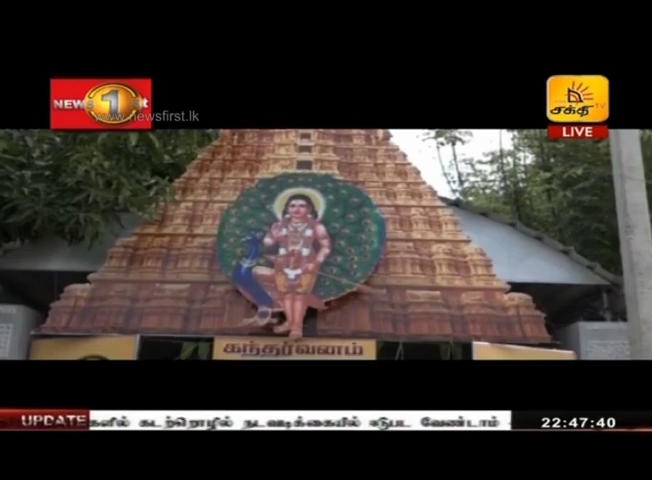 NEWS 1st
www.newsfirst.lk
சக்தி TV
LIVE
கந்தர்வனம்
UPDATE களில் கடற்றொழில் நடவடிக்கையில் ஈடுபட வேண்டாம் 22:47:40